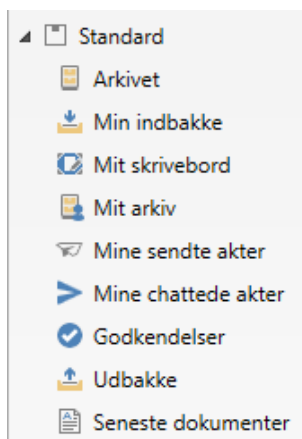 Standard
Arkivet
Min indbakke
Mit skrivebord
Mit arkiv
Mine sendte akter
Mine chattede akter
Godkendelser
Udbakke
Seneste dokumenter